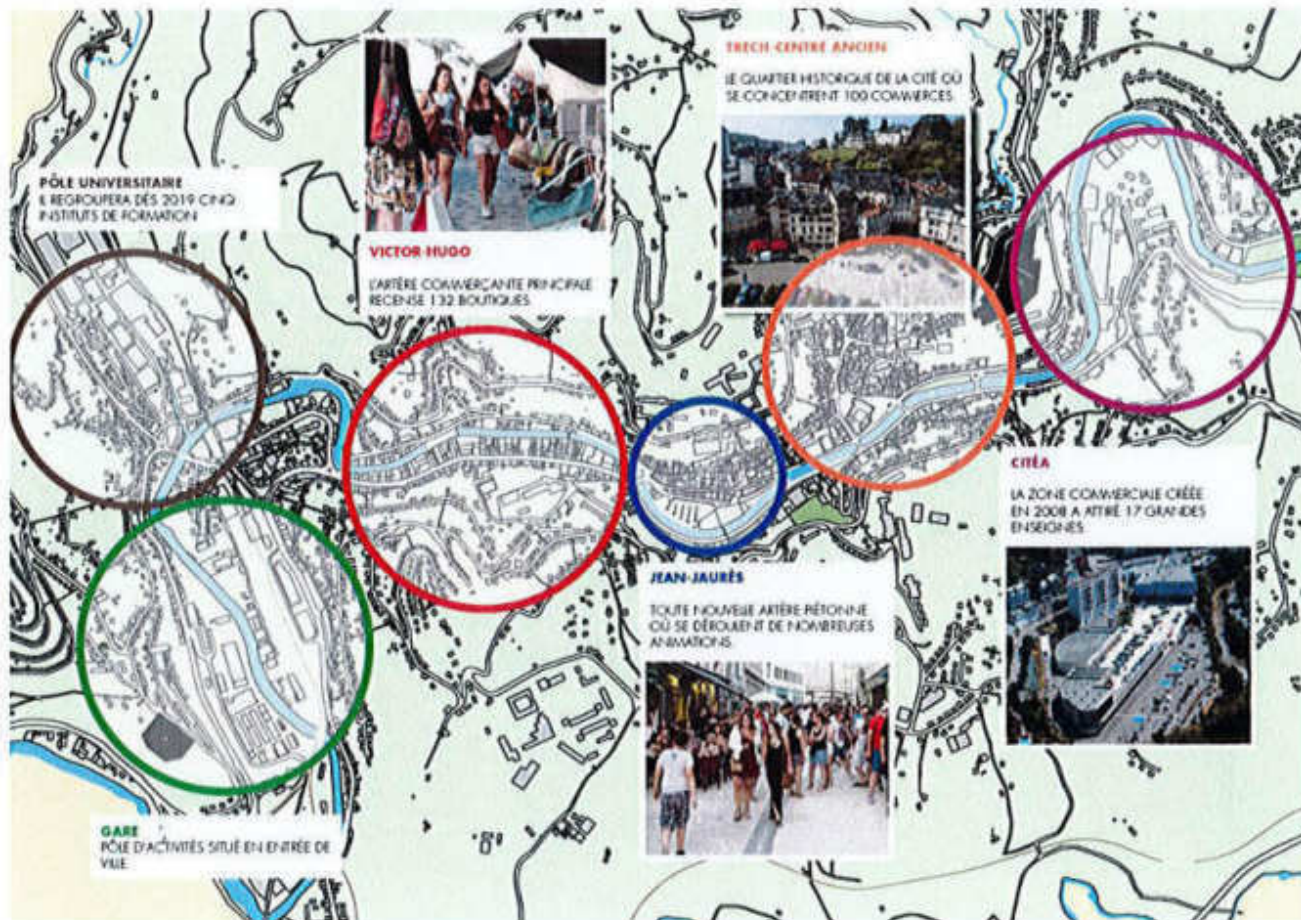 PÔLE UNIVERSITAIRE
IL REGROUPERA DÈS 2019 CINQ
INSTITUTS DE FORMATION
VICTOR-HUGO
L'ARTÈRE COMMERÇANTE PRINCIPALE
RECENSE 132 BOUTIQUES.
TRECH-CENTRE ANCIEN
LE QUARTIER HISTORIQUE DE LA CITÉ OÙ
SE CONCENTRENT 100 COMMERCES.
CITÉA
LA ZONE COMMERCIALE CRÉÉE
EN 2008 A ATTIRÉ 17 GRANDES
ENSEIGNES.
JEAN-JAURÈS
TOUTE NOUVELLE ARTÈRE PIÉTONNE
OÙ SE DÉROULENT DE NOMBREUSES
ANIMATIONS.
GARE
PÔLE D'ACTIVITÉS SITUÉ EN ENTRÉE DE
VILLE